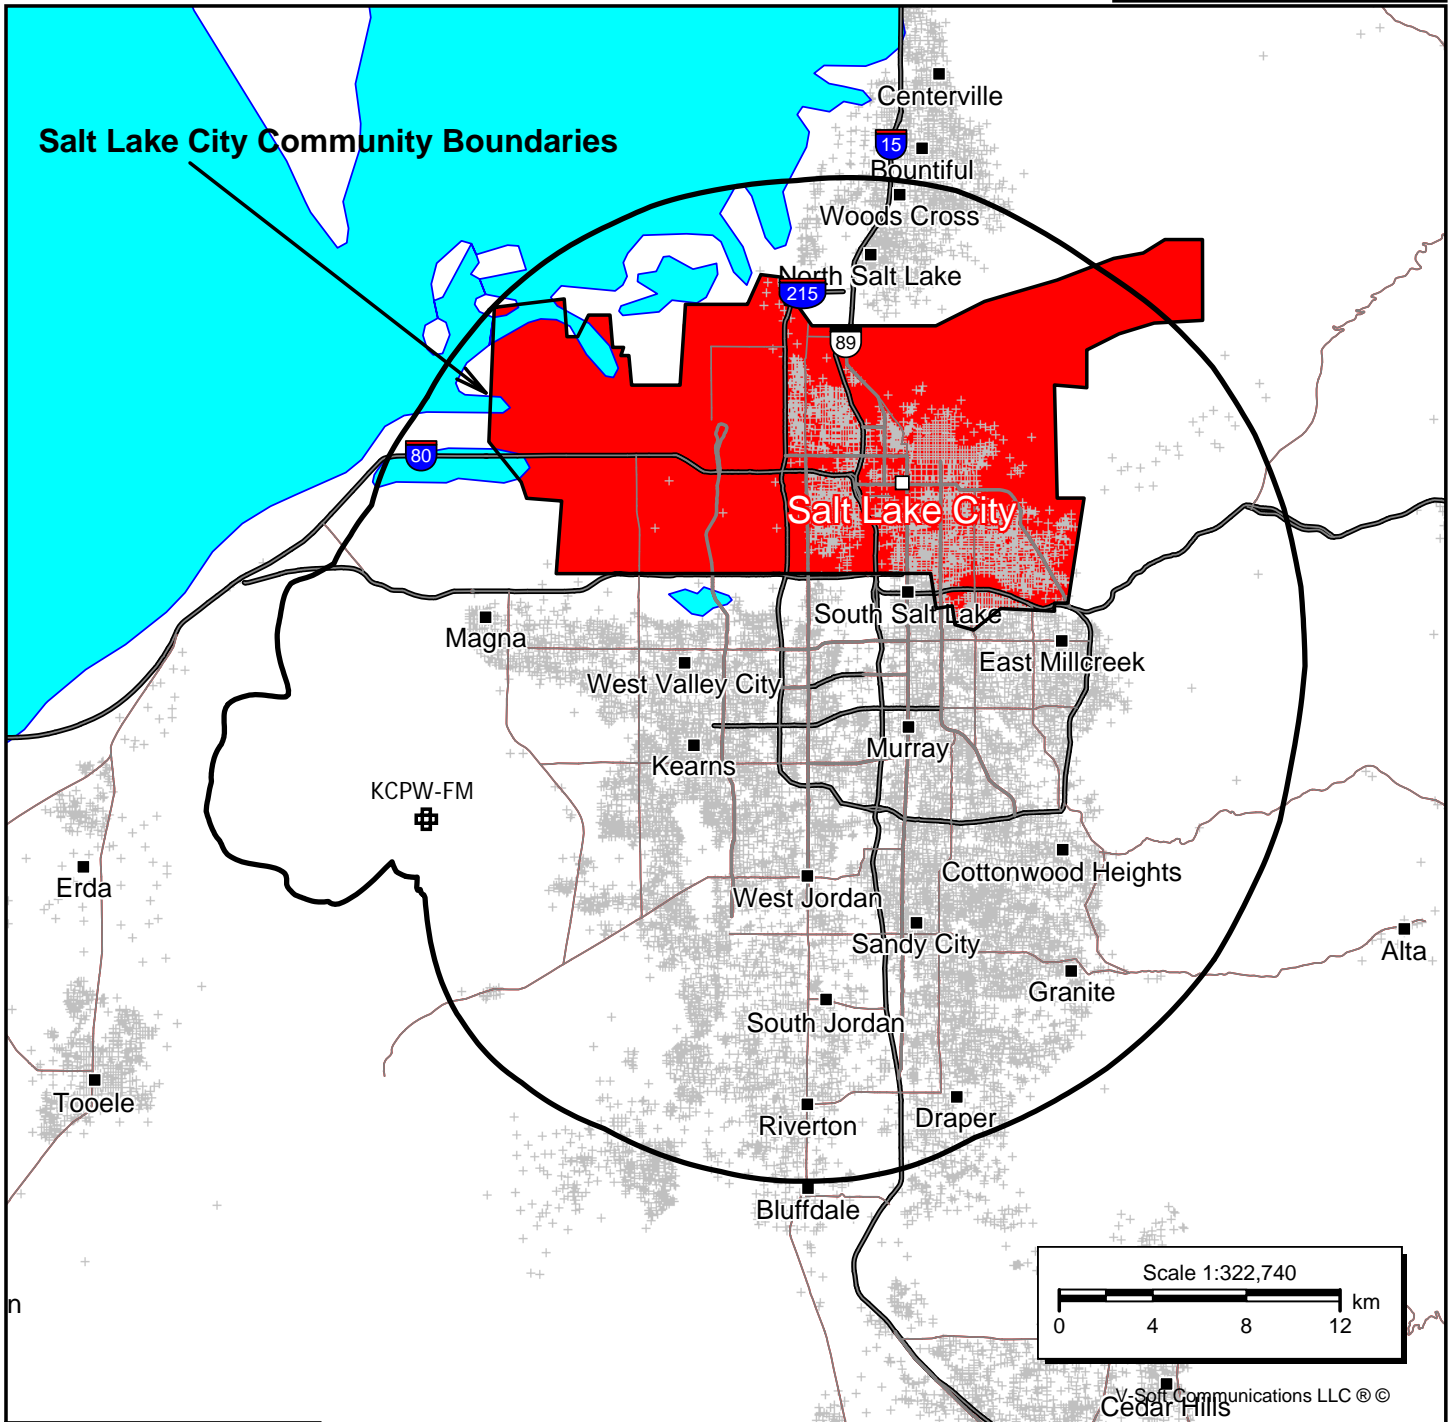 Centerville
Salt Lake City Community Boundaries
15
Bountiful
Woods Cross
North Salt Lake
215
89
80
Salt Lake City
South Salt Lake
Magna
East Millcreek
West Valley City
Murray
Kearns
KCPW-FM
Erda
Cottonwood Heights
West Jordan
Sandy City
Alta
Granite
South Jordan
Tooele
Riverton
Draper
Bluffdale
Scale 1:322,740
km
0 4 8 12
n
V-Soft Communications LLC ® ©
Cedar Hills